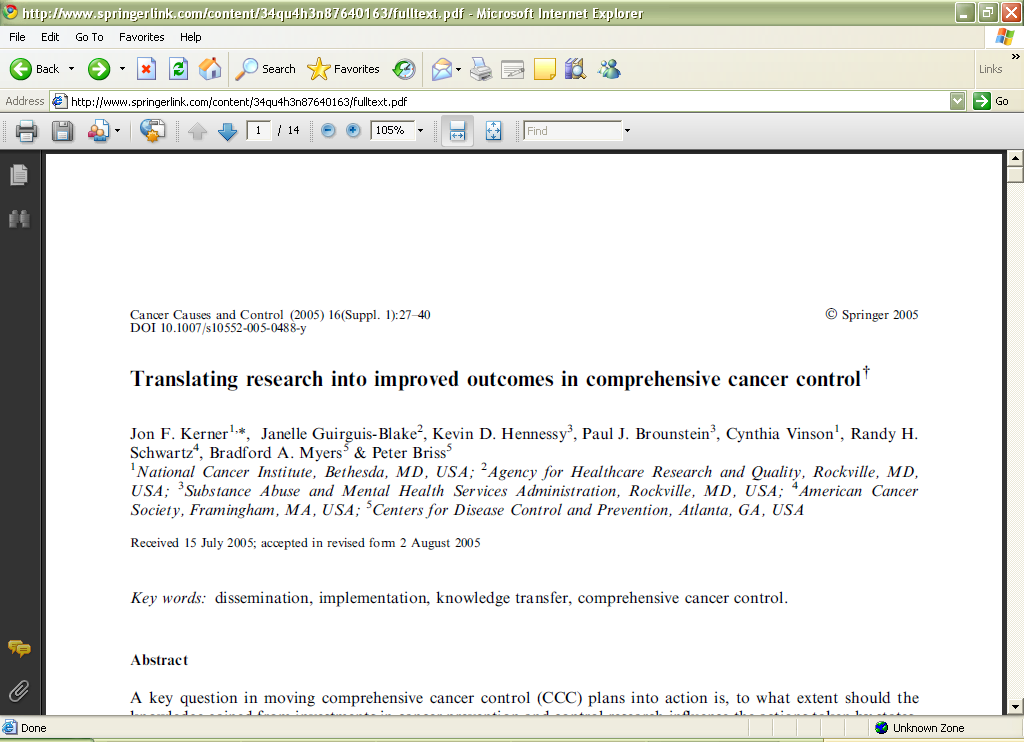 http://www.springerlink.com/content/34qu4h3n87640163/fulltext.pdf - Microsoft Internet Explorer
File Edit Go To Favorites Help
Back Search Favorites Links »
Address http://www.springerlink.com/content/34qu4h3n87640163/fulltext.pdf Go
1 / 14 105% Find
Cancer Causes and Control (2005) 16(Suppl. 1):27–40 © Springer 2005
DOI 10.1007/s10552-005-0488-y
Translating research into improved outcomes in comprehensive cancer control†
Jon F. Kerner1,*, Janelle Guirguis-Blake2, Kevin D. Hennessy3, Paul J. Brounstein3, Cynthia Vinson1, Randy H.
Schwartz4, Bradford A. Myers5 & Peter Briss5
1National Cancer Institute, Bethesda, MD, USA; 2Agency for Healthcare Research and Quality, Rockville, MD,
USA; 3Substance Abuse and Mental Health Services Administration, Rockville, MD, USA; 4American Cancer
Society, Framingham, MA, USA; 5Centers for Disease Control and Prevention, Atlanta, GA, USA
Received 15 July 2005; accepted in revised form 2 August 2005
Key words: dissemination, implementation, knowledge transfer, comprehensive cancer control.
Abstract
A key question in moving comprehensive cancer control (CCC) plans into action is, to what extent should the
Done Unknown Zone